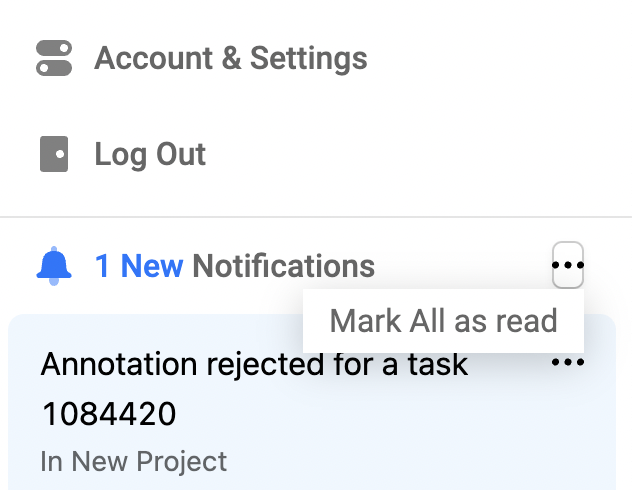 Account & Settings
Log Out
1 New Notifications
Mark All as read
Annotation rejected for a task
1084420
In New Project